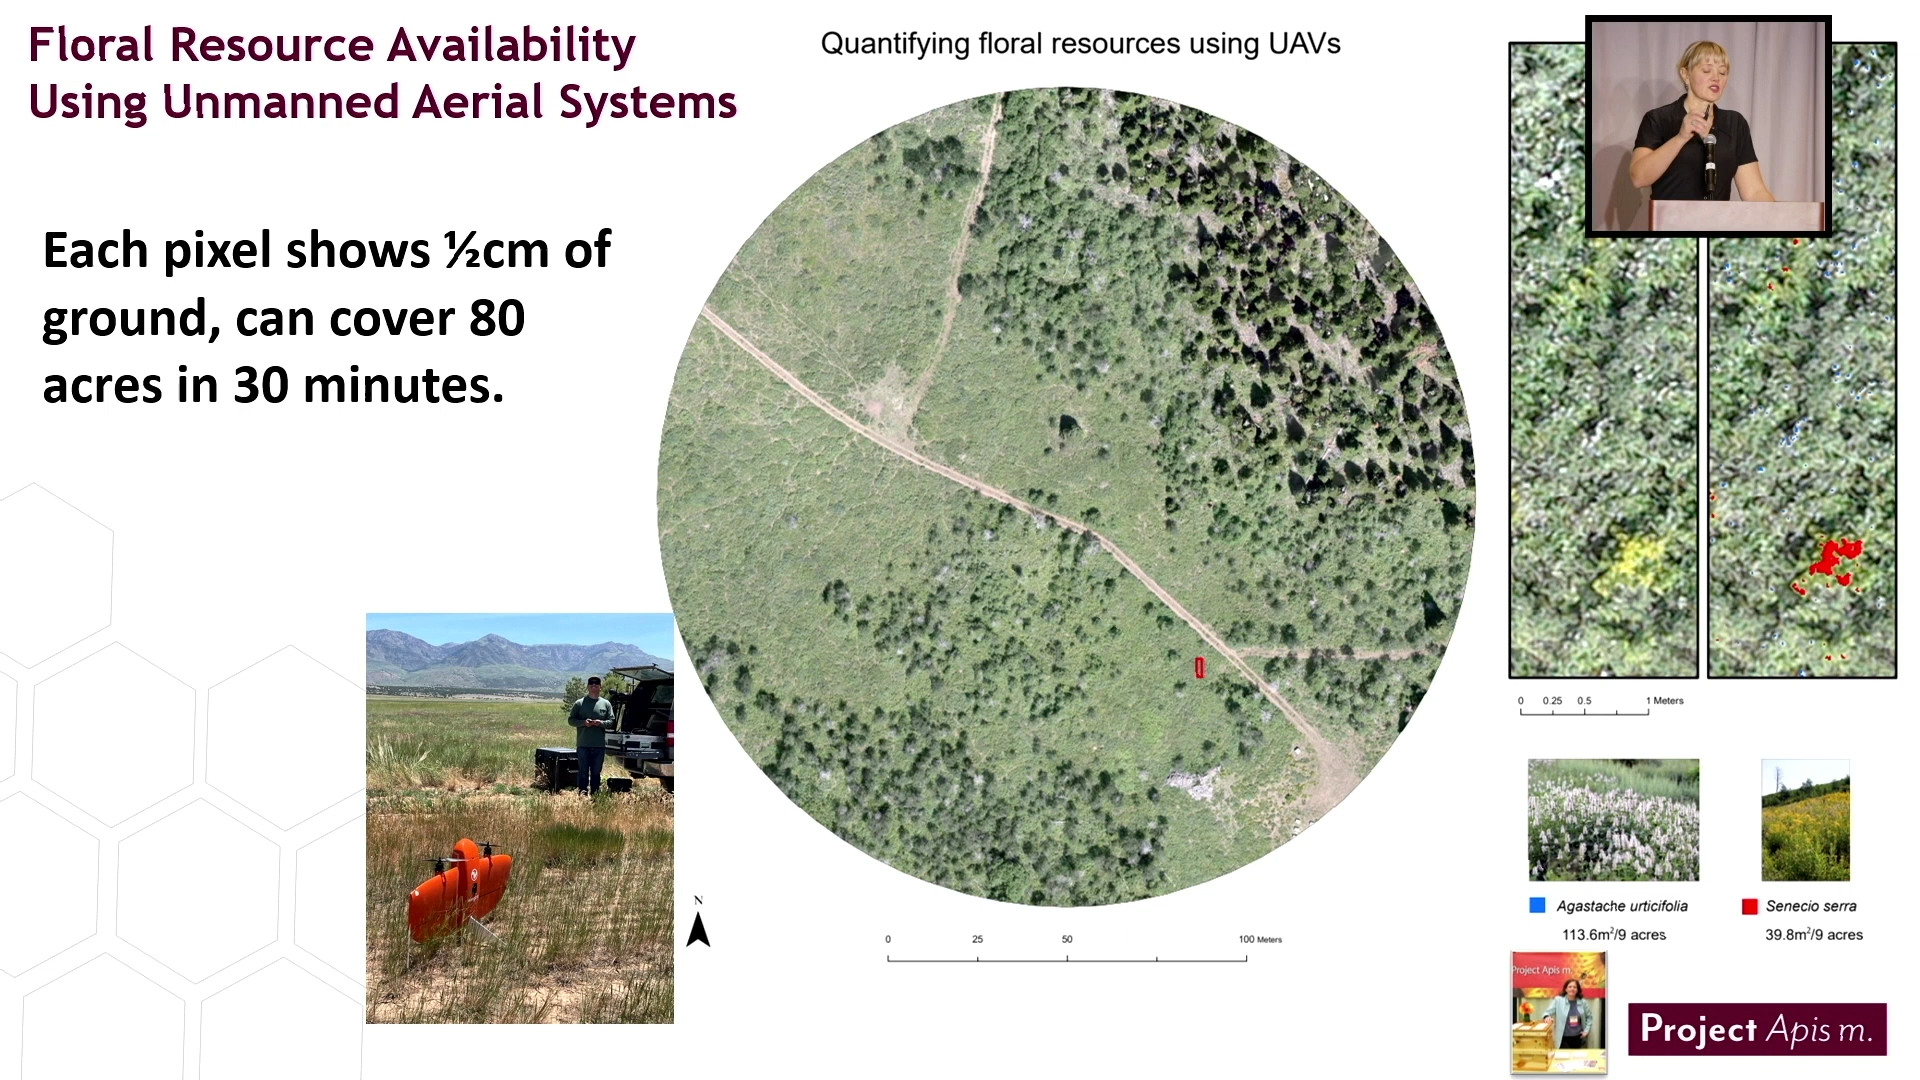 Floral Resource Availability
Using Unmanned Aerial Systems
Quantifying floral resources using UAVs
Each pixel shows ½cm of
ground, can cover 80
acres in 30 minutes.
N
0 25 50 100 Meters
0 0.25 0.5 1 Meters
Agastache urticifolia
113.6m²/9 acres
Senecio serra
39.8m²/9 acres
Project Apis m.
Project Apis m.